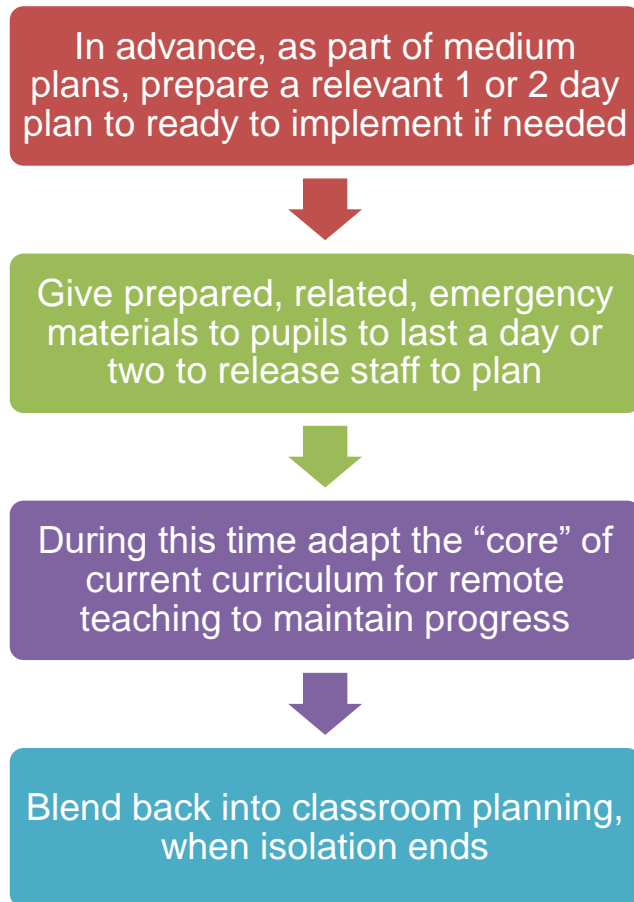 In advance, as part of medium
plans, prepare a relevant 1 or 2 day
plan to ready to implement if needed
Give prepared, related, emergency
materials to pupils to last a day or
two to release staff to plan
During this time adapt the “core” of
current curriculum for remote
teaching to maintain progress
Blend back into classroom planning,
when isolation ends